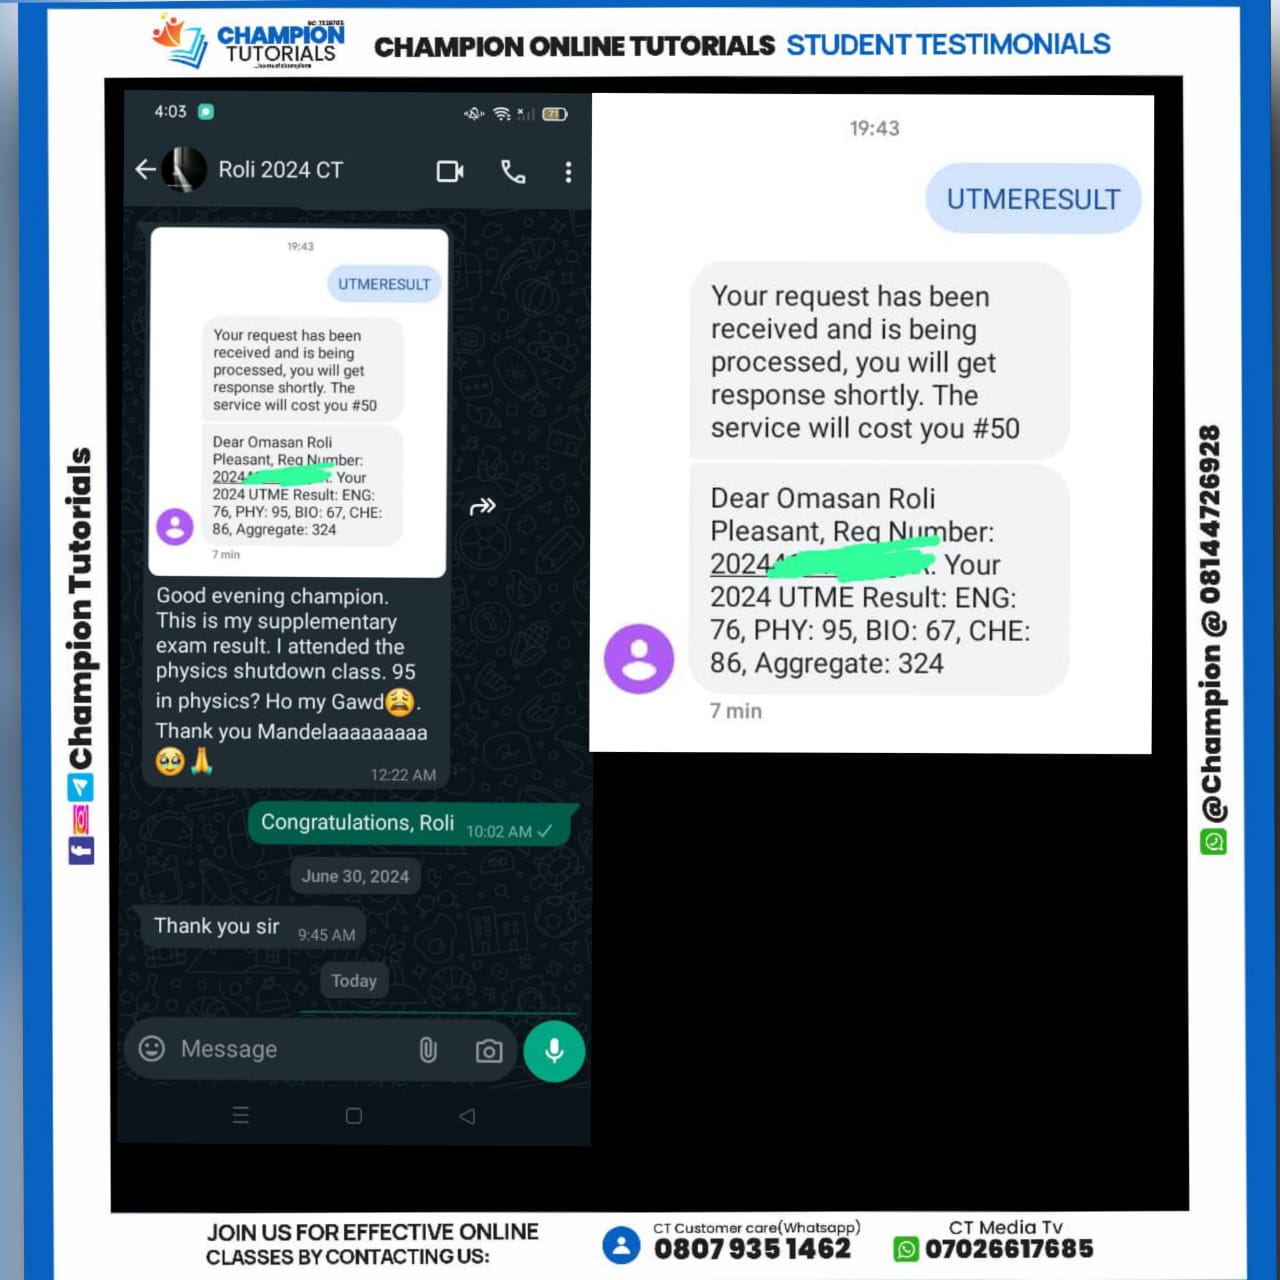 CHAMPION
TUTORIALS
CHAMPION ONLINE TUTORIALS STUDENT TESTIMONIALS
4:03
71
Roli 2024 CT
19:43
UTMERESULT
Your request has been
received and is being
processed, you will get
response shortly. The
service will cost you #50
Dear Omasan Roli
Pleasant, Reg Number:
2024 Your
2024 UTME Result: ENG:
76, PHY: 95, BIO: 67, CHE:
86, Aggregate: 324
7 min
Good evening champion.
This is my supplementary
exam result. I attended the
physics shutdown class. 95
in physics? Ho my Gawd😩.
Thank you Mandelaaaaaaaaa
🥹🙏
12:22 AM
Congratulations, Roli 10:02 AM
June 30, 2024
Thank you sir 9:45 AM
Today
Message
19:43
UTMERESULT
Your request has been
received and is being
processed, you will get
response shortly. The
service will cost you #50
Dear Omasan Roli
Pleasant, Reg Number:
2024 Your
2024 UTME Result: ENG:
76, PHY: 95, BIO: 67, CHE:
86, Aggregate: 324
7 min
Champion Tutorials
@Champion @ 08144726928
JOIN US FOR EFFECTIVE ONLINE
CLASSES BY CONTACTING US:
CT Customer care(Whatsapp)
0807 935 1462
CT Media Tv
07026617685